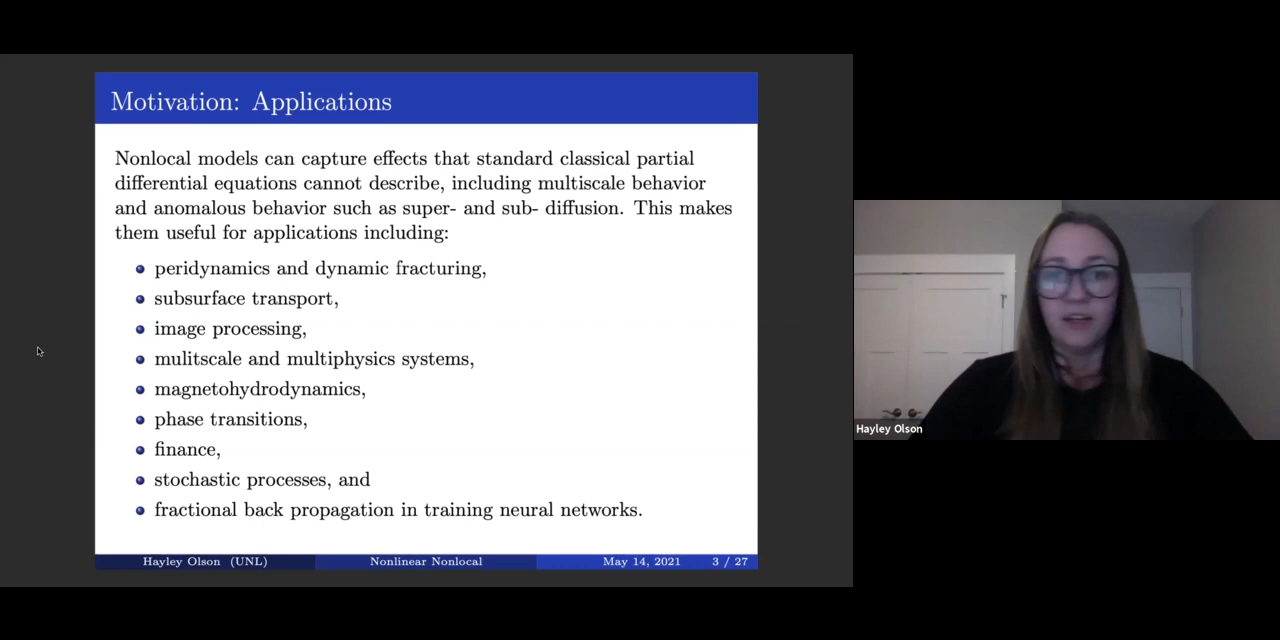 Motivation: Applications
Nonlocal models can capture effects that standard classical partial
differential equations cannot describe, including multiscale behavior
and anomalous behavior such as super- and sub- diffusion. This makes
them useful for applications including:
peridynamics and dynamic fracturing,
subsurface transport,
image processing,
mulitscale and multiphysics systems,
magnetohydrodynamics,
phase transitions,
finance,
stochastic processes, and
fractional back propagation in training neural networks.
Hayley Olson (UNL) Nonlinear Nonlocal May 14, 2021 3 / 27
Hayley Olson